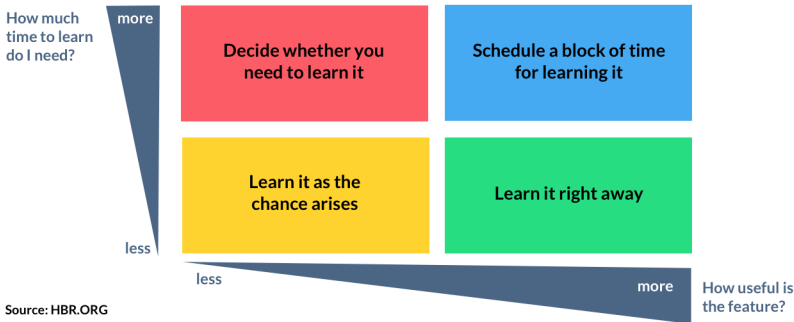 How much
time to learn
do I need?
more
less
Decide whether you
need to learn it
Schedule a block of time
for learning it
Learn it as the
chance arises
Learn it right away
less
more
How useful is
the feature?
Source: HBR.ORG